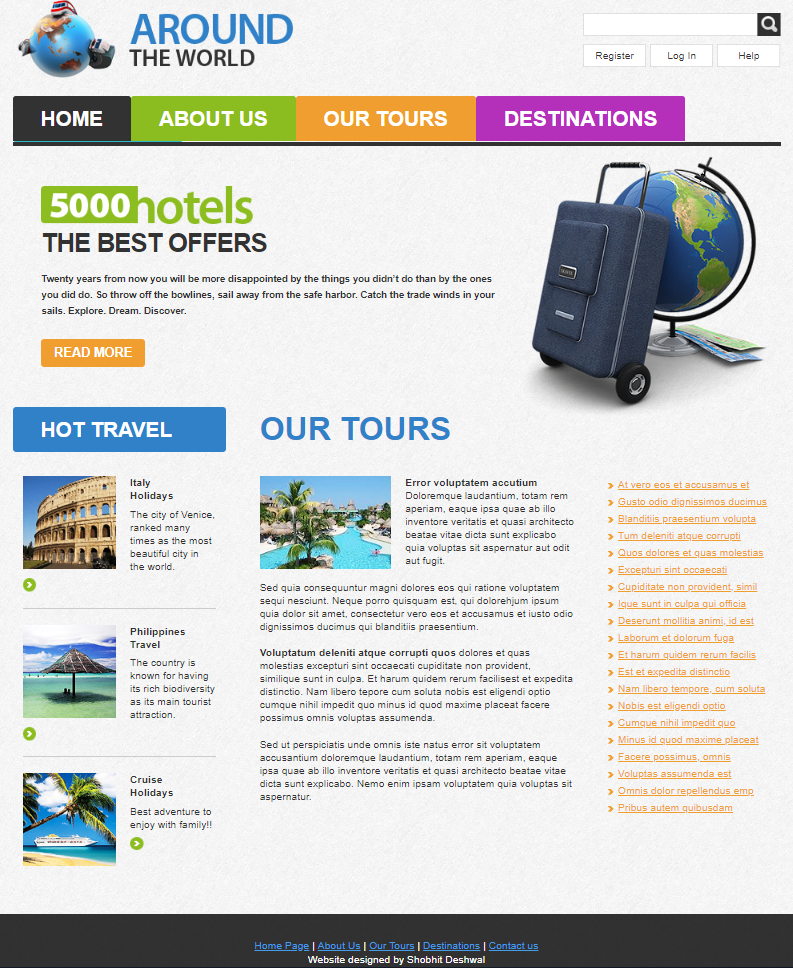 AROUND
THE WORLD
Register
Log In
Help
HOME
ABOUT US
OUR TOURS
DESTINATIONS
5000hotels
THE BEST OFFERS
Twenty years from now you will be more disappointed by the things you didn't do than by the ones
you did do. So throw off the bowlines, sail away from the safe harbor. Catch the trade winds in your
sails. Explore. Dream. Discover.
READ MORE
HOT TRAVEL
Italy
Holidays
The city of Venice,
ranked many
times as the most
beautiful city in
the world.
Philippines
Travel
The country is
known for having
its rich biodiversity
as its main tourist
attraction.
Cruise
Holidays
Best adventure to
enjoy with family!!
OUR TOURS
Error voluptatem accutium
Doloremque laudantium, totam rem
aperiam, eaque ipsa quae ab illo
inventore veritatis et quasi architecto
beatae vitae dicta sunt explicabo
quia voluptas sit aspernatur aut odit
aut fugit.
Sed quia consequuntur magni dolores eos qui ratione voluptatem
sequi nesciunt. Neque porro quisquam est, qui dolorehjum ipsum
quia dolor sit amet, consectetur vero eos et accusamus et iusto odio
dignissimos ducimus qui blanditiis praesentium.
Voluptatum deleniti atque corrupti quos dolores et quas
molestias excepturi sint occaecati cupiditate non provident,
similique sunt in culpa. Et harum quidem rerum facilisest et expedita
distinctio. Nam libero tepore cum soluta nobis est eligendi optio
cumque nihil impedit quo minus id quod maxime placeat facere
possimus omnis voluptas assumenda.
Sed ut perspiciatis unde omnis iste natus error sit voluptatem
accusantium doloremque laudantium, totam rem aperiam, eaque
ipsa quae ab illo inventore veritatis et quasi architecto beatae vitae
dicta sunt explicabo. Nemo enim ipsam voluptatem quia voluptas sit
aspernatur.
At vero eos et accusamus et
Gusto odio dignissimos ducimus
Blanditiis praesentium volupta
Tum deleniti atque corrupti
Quos dolores et quas molestias
Excepturi sint occaecati
Cupiditate non provident, simil
Ique sunt in culpa qui officia
Deserunt mollitia animi, id est
Laborum et dolorum fuga
Et harum quidem rerum facilis
Est et expedita distinctio
Nam libero tempore, cum soluta
Nobis est eligendi optio
Cumque nihil impedit quo
Minus id quod maxime placeat
Facere possimus, omnis
Voluptas assumenda est
Omnis dolor repellendus emp
Pribus autem quibusdam
Home Page | About Us | Our Tours | Destinations | Contact us
Website designed by Shobhit Deshwal